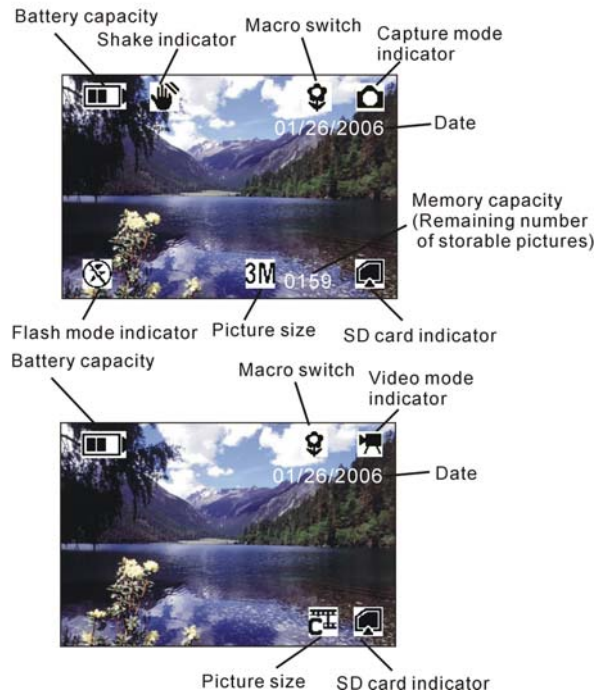 Battery capacity
Shake indicator
Macro switch
Capture mode
indicator
01/26/2006
Date
Memory capacity
(Remaining number
of storable pictures)
3M
0159
Flash mode indicator
Picture size
SD card indicator
Battery capacity
Macro switch
Video mode
indicator
01/26/2006
Date
C
Picture size
SD card indicator